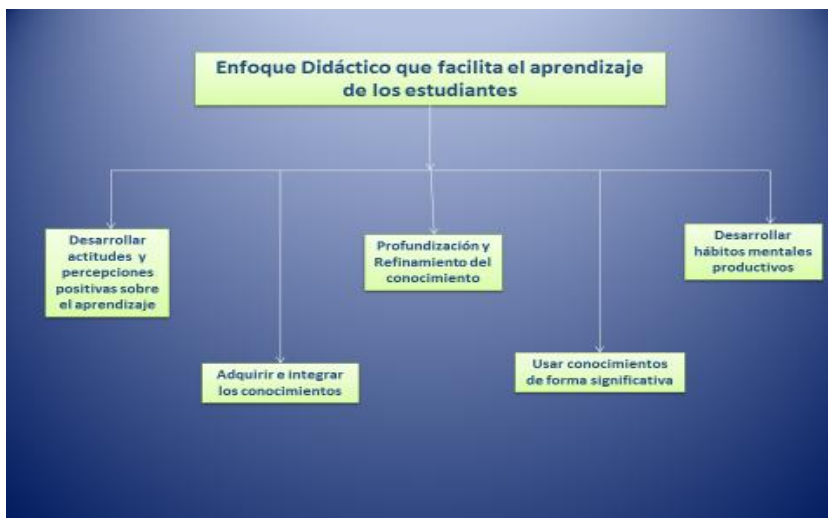 Enfoque Didáctico que facilita el aprendizaje
de los estudiantes
Desarrollar
actitudes y
percepciones
positivas sobre
el aprendizaje
Adquirir e integrar
los conocimientos
Profundización y
Refinamiento del
conocimiento
Usar conocimientos
de forma significativa
Desarrollar
hábitos mentales
productivos